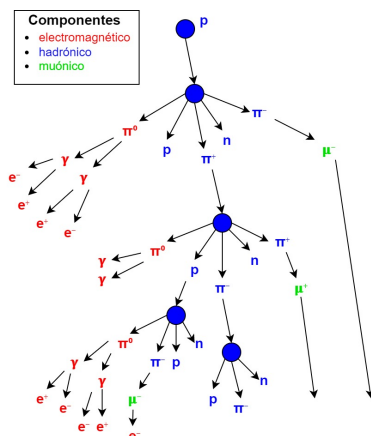 Componentes
• electromagnético
• hadrónico
• muónico
p
π⁰ p π⁺ n π⁻
γ γ μ⁻
e⁻ e⁺ e⁺ e⁻
γ γ π⁰ p π⁻ n π⁺
μ⁺
γ γ π⁰ π⁻ p n
e⁺ e⁻ e⁻ e⁺ μ⁻ p π⁻ n
e⁻